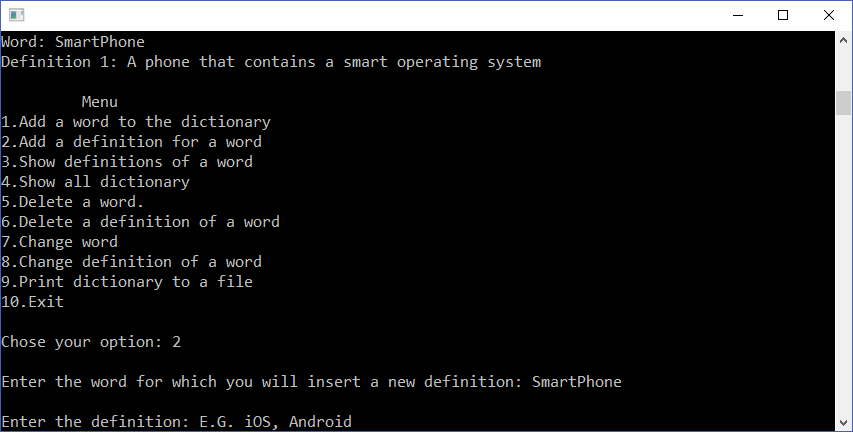 Word: SmartPhone
Definition 1: A phone that contains a smart operating system
Menu
1.Add a word to the dictionary
2.Add a definition for a word
3.Show definitions of a word
4.Show all dictionary
5.Delete a word.
6.Delete a definition of a word
7.Change word
8.Change definition of a word
9.Print dictionary to a file
10.Exit
Chose your option: 2
Enter the word for which you will insert a new definition: SmartPhone
Enter the definition: E.G. iOS, Android